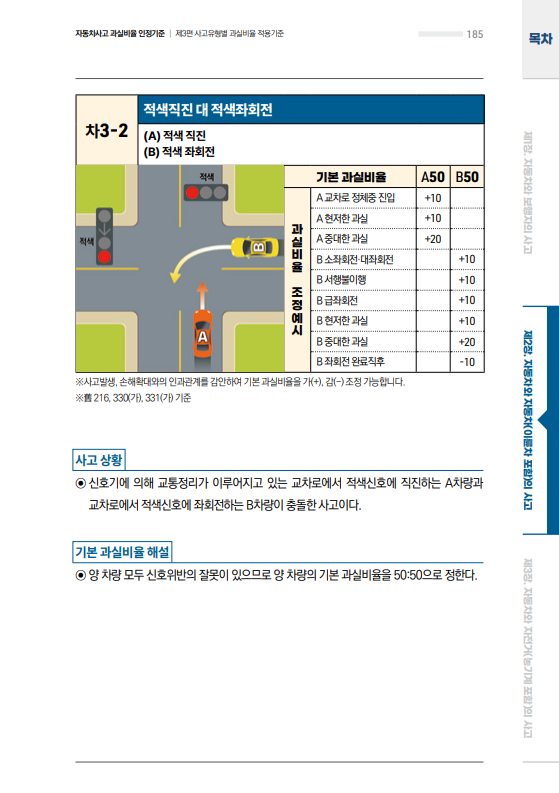 자동차사고 과실비율 인정기준 | 제3편 사고유형별 과실비율 적용기준
185
목차
차3-2
적색직진 대 적색좌회전
(A) 적색 직진
(B) 적색 좌회전
적색
적색
B
A
기본 과실비율 A50 B50
과실비율 조정예시
A 교차로 정체중 진입 +10
A 현저한 과실 +10
A 중대한 과실 +20
B 소좌회전·대좌회전 +10
B 서행불이행 +10
B 급좌회전 +10
B 현저한 과실 +10
B 중대한 과실 +20
B 좌회전 완료직후 -10
※사고발생, 손해확대와의 인과관계를 감안하여 기본 과실비율을 가(+), 감(-) 조정 가능합니다.
※舊 216, 330(가), 331(가) 기준
사고 상황
◉ 신호기에 의해 교통정리가 이루어지고 있는 교차로에서 적색신호에 직진하는 A차량과
교차로에서 적색신호에 좌회전하는 B차량이 충돌한 사고이다.
기본 과실비율 해설
◉ 양 차량 모두 신호위반의 잘못이 있으므로 양 차량의 기본 과실비율을 50:50으로 정한다.
제1장. 자동차와 보행자의 사고
제2장. 자동차와 자동차(이륜차 포함)의 사고
제3장. 자동차와 자전거(농기계 포함)의 사고